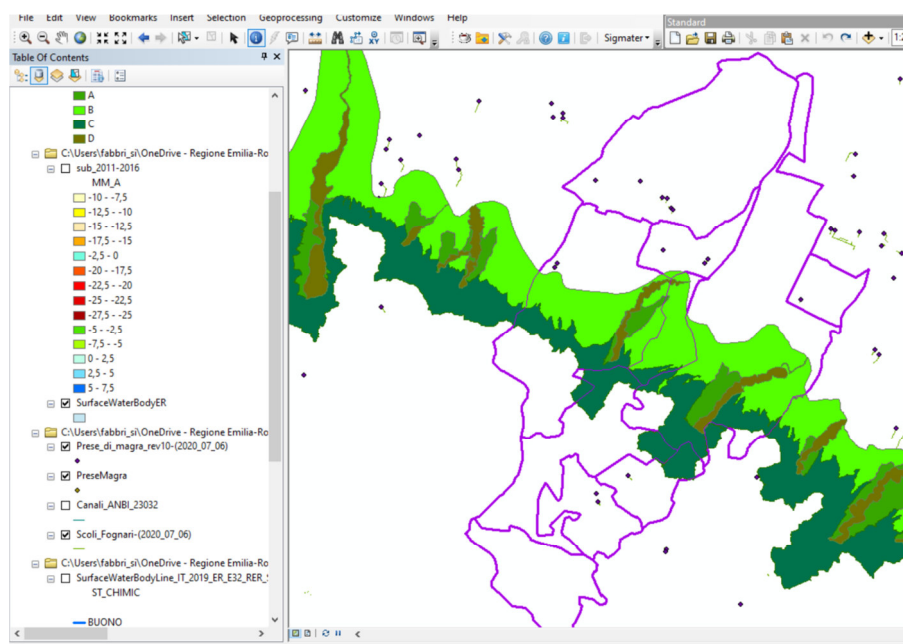 File Edit View Bookmarks Insert Selection Geoprocessing Customize Windows Help
Standard
Sigmater
1:2
Table Of Contents
A
B
C
D
C:\Users\fabbri_si\OneDrive - Regione Emilia-Ro
sub_2011-2016
MM_A
-10 - -7,5
-12,5 - -10
-15 - -12,5
-17,5 - -15
-2,5 - 0
-20 - -17,5
-22,5 - -20
-25 - -22,5
-27,5 - -25
-5 - -2,5
-7,5 - -5
0 - 2,5
2,5 - 5
5 - 7,5
SurfaceWaterBodyER
C:\Users\fabbri_si\OneDrive - Regione Emilia-Ro
Prese_di_magra_rev10-(2020_07_06)
PreseMagra
Canali_ANBI_23032
Scoli_Fognari-(2020_07_06)
C:\Users\fabbri_si\OneDrive - Regione Emilia-Ro
SurfaceWaterBodyLine_IT_2019_ER_E32_RER_
ST_CHIMIC
BUONO